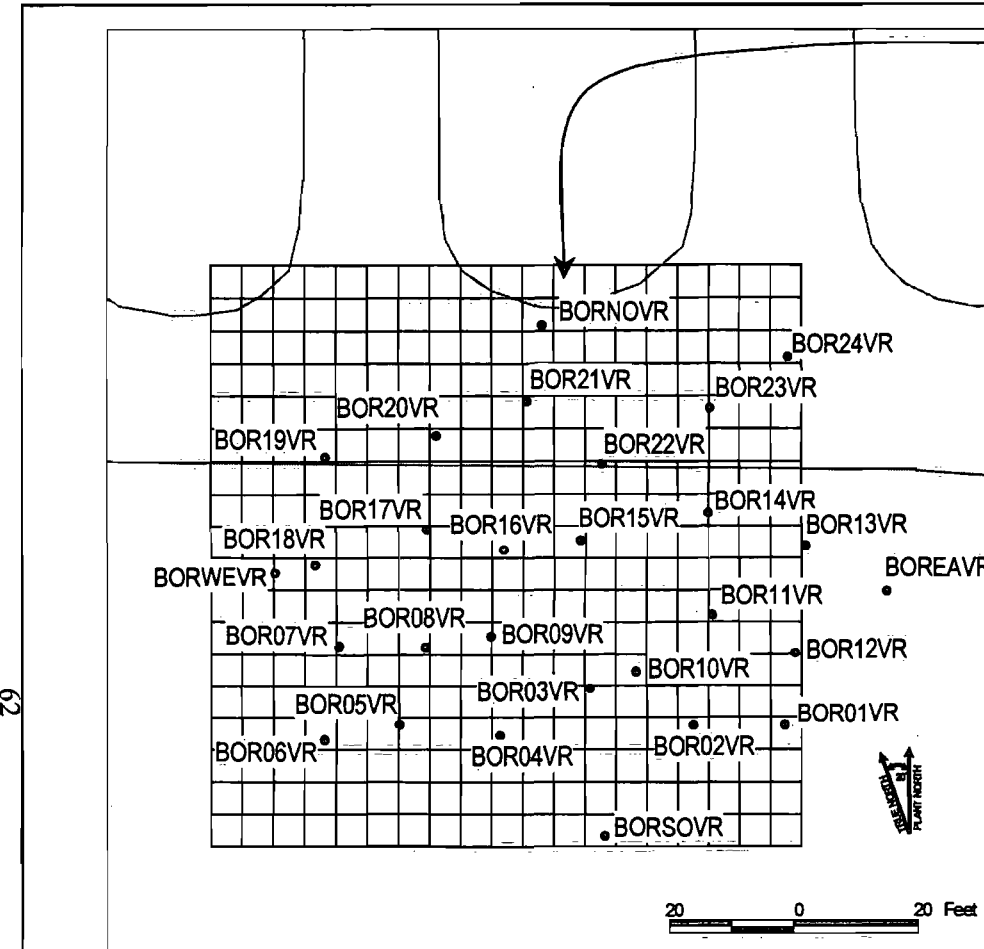 BORNOVR
BOR24VR
BOR21VR
BOR23VR
BOR20VR
BOR19VR
BOR22VR
BOR17VR
BOR14VR
BOR16VR
BOR15VR
BOR13VR
BOR18VR
BORWEVR
BOREAVR
BOR11VR
BOR08VR
BOR07VR
BOR09VR
BOR12VR
BOR10VR
BOR03VR
BOR05VR
BOR01VR
BOR06VR
BOR04VR
BOR02VR
TRUE NORTH
PLANT NORTH
BORSOVR
20 0 20 Feet
62